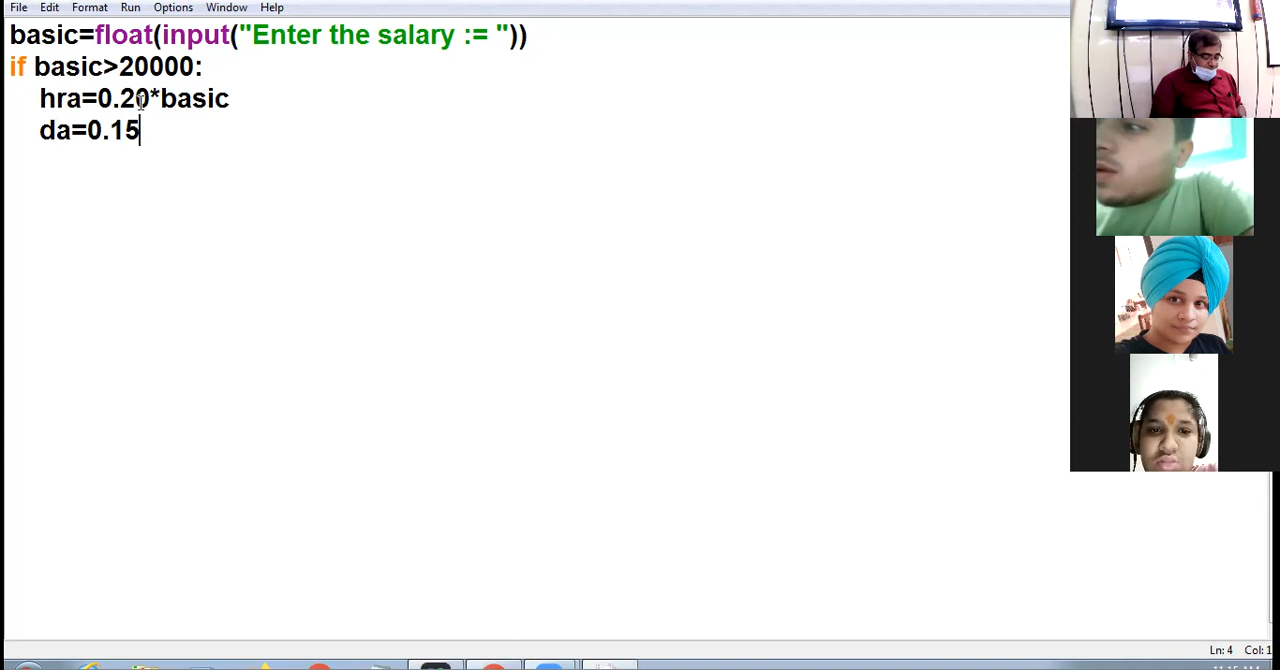 File Edit Format Run Options Window Help
basic=float(input("Enter the salary := "))
if basic>20000:
    hra=0.20*basic
    da=0.15
Ln: 4 Col: 1